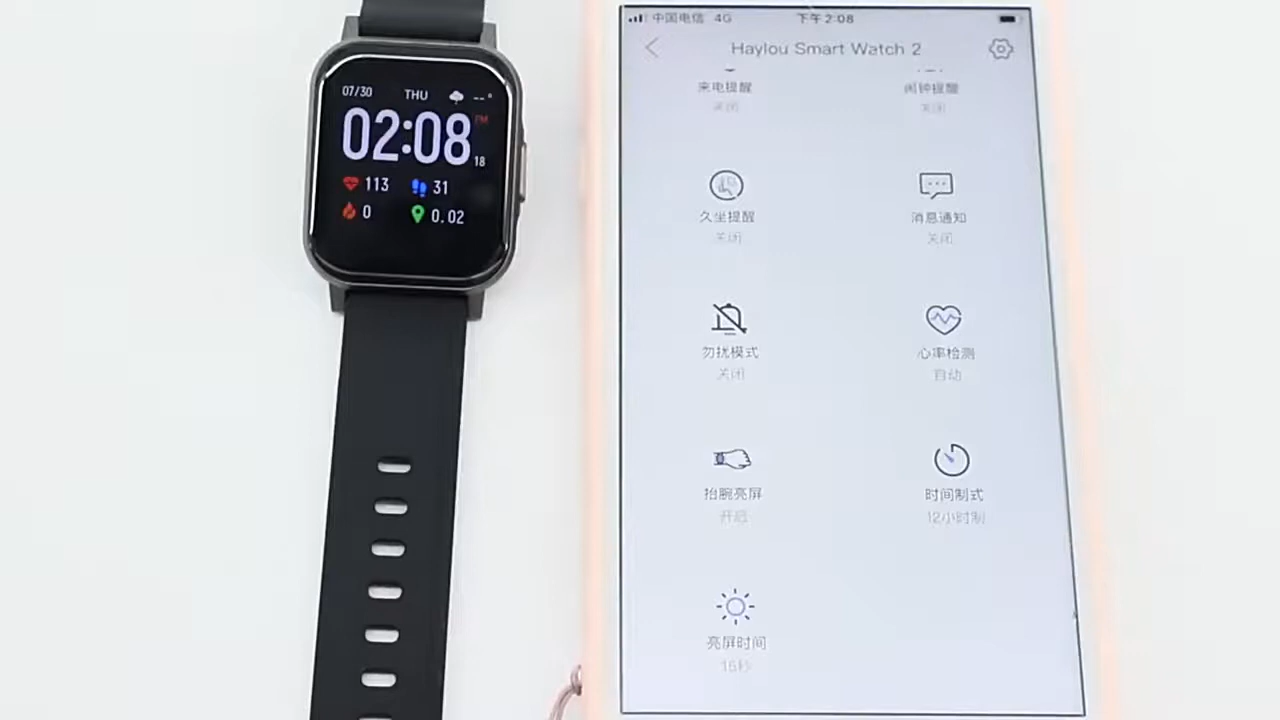 07/30 THU --°
02:08 PM
18
113 31
0 0.02
中国电信 4G 下午2:08
Haylou Smart Watch 2
来电提醒 闹钟提醒
关闭 关闭
久坐提醒 消息通知
关闭 关闭
勿扰模式 心率检测
关闭 自动
抬腕亮屏 时间制式
开启 12小时制
亮屏时间
15秒